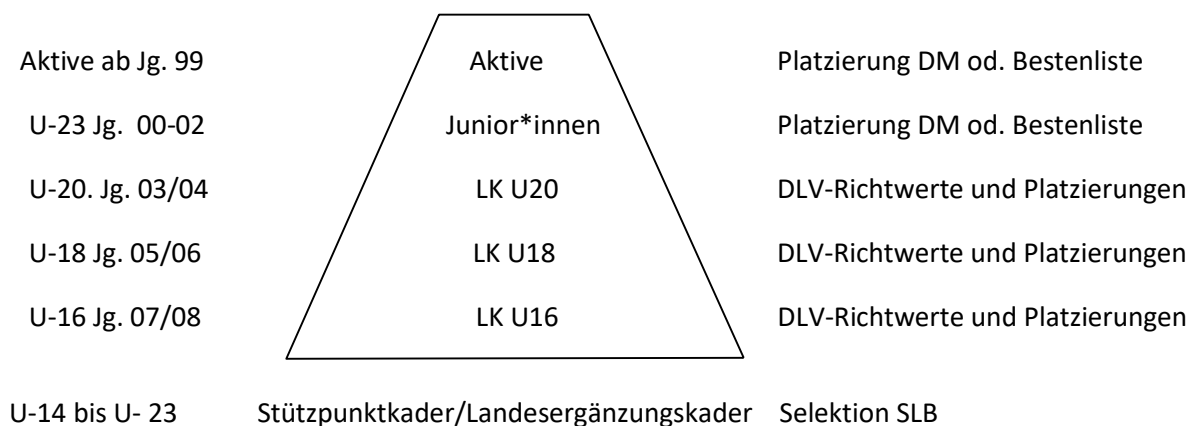 Aktive ab Jg. 99 Aktive Platzierung DM od. Bestenliste
U-23 Jg. 00-02 Junior*innen Platzierung DM od. Bestenliste
U-20. Jg. 03/04 LK U20 DLV-Richtwerte und Platzierungen
U-18 Jg. 05/06 LK U18 DLV-Richtwerte und Platzierungen
U-16 Jg. 07/08 LK U16 DLV-Richtwerte und Platzierungen
U-14 bis U- 23 Stützpunktkader/Landesergänzungskader Selektion SLB